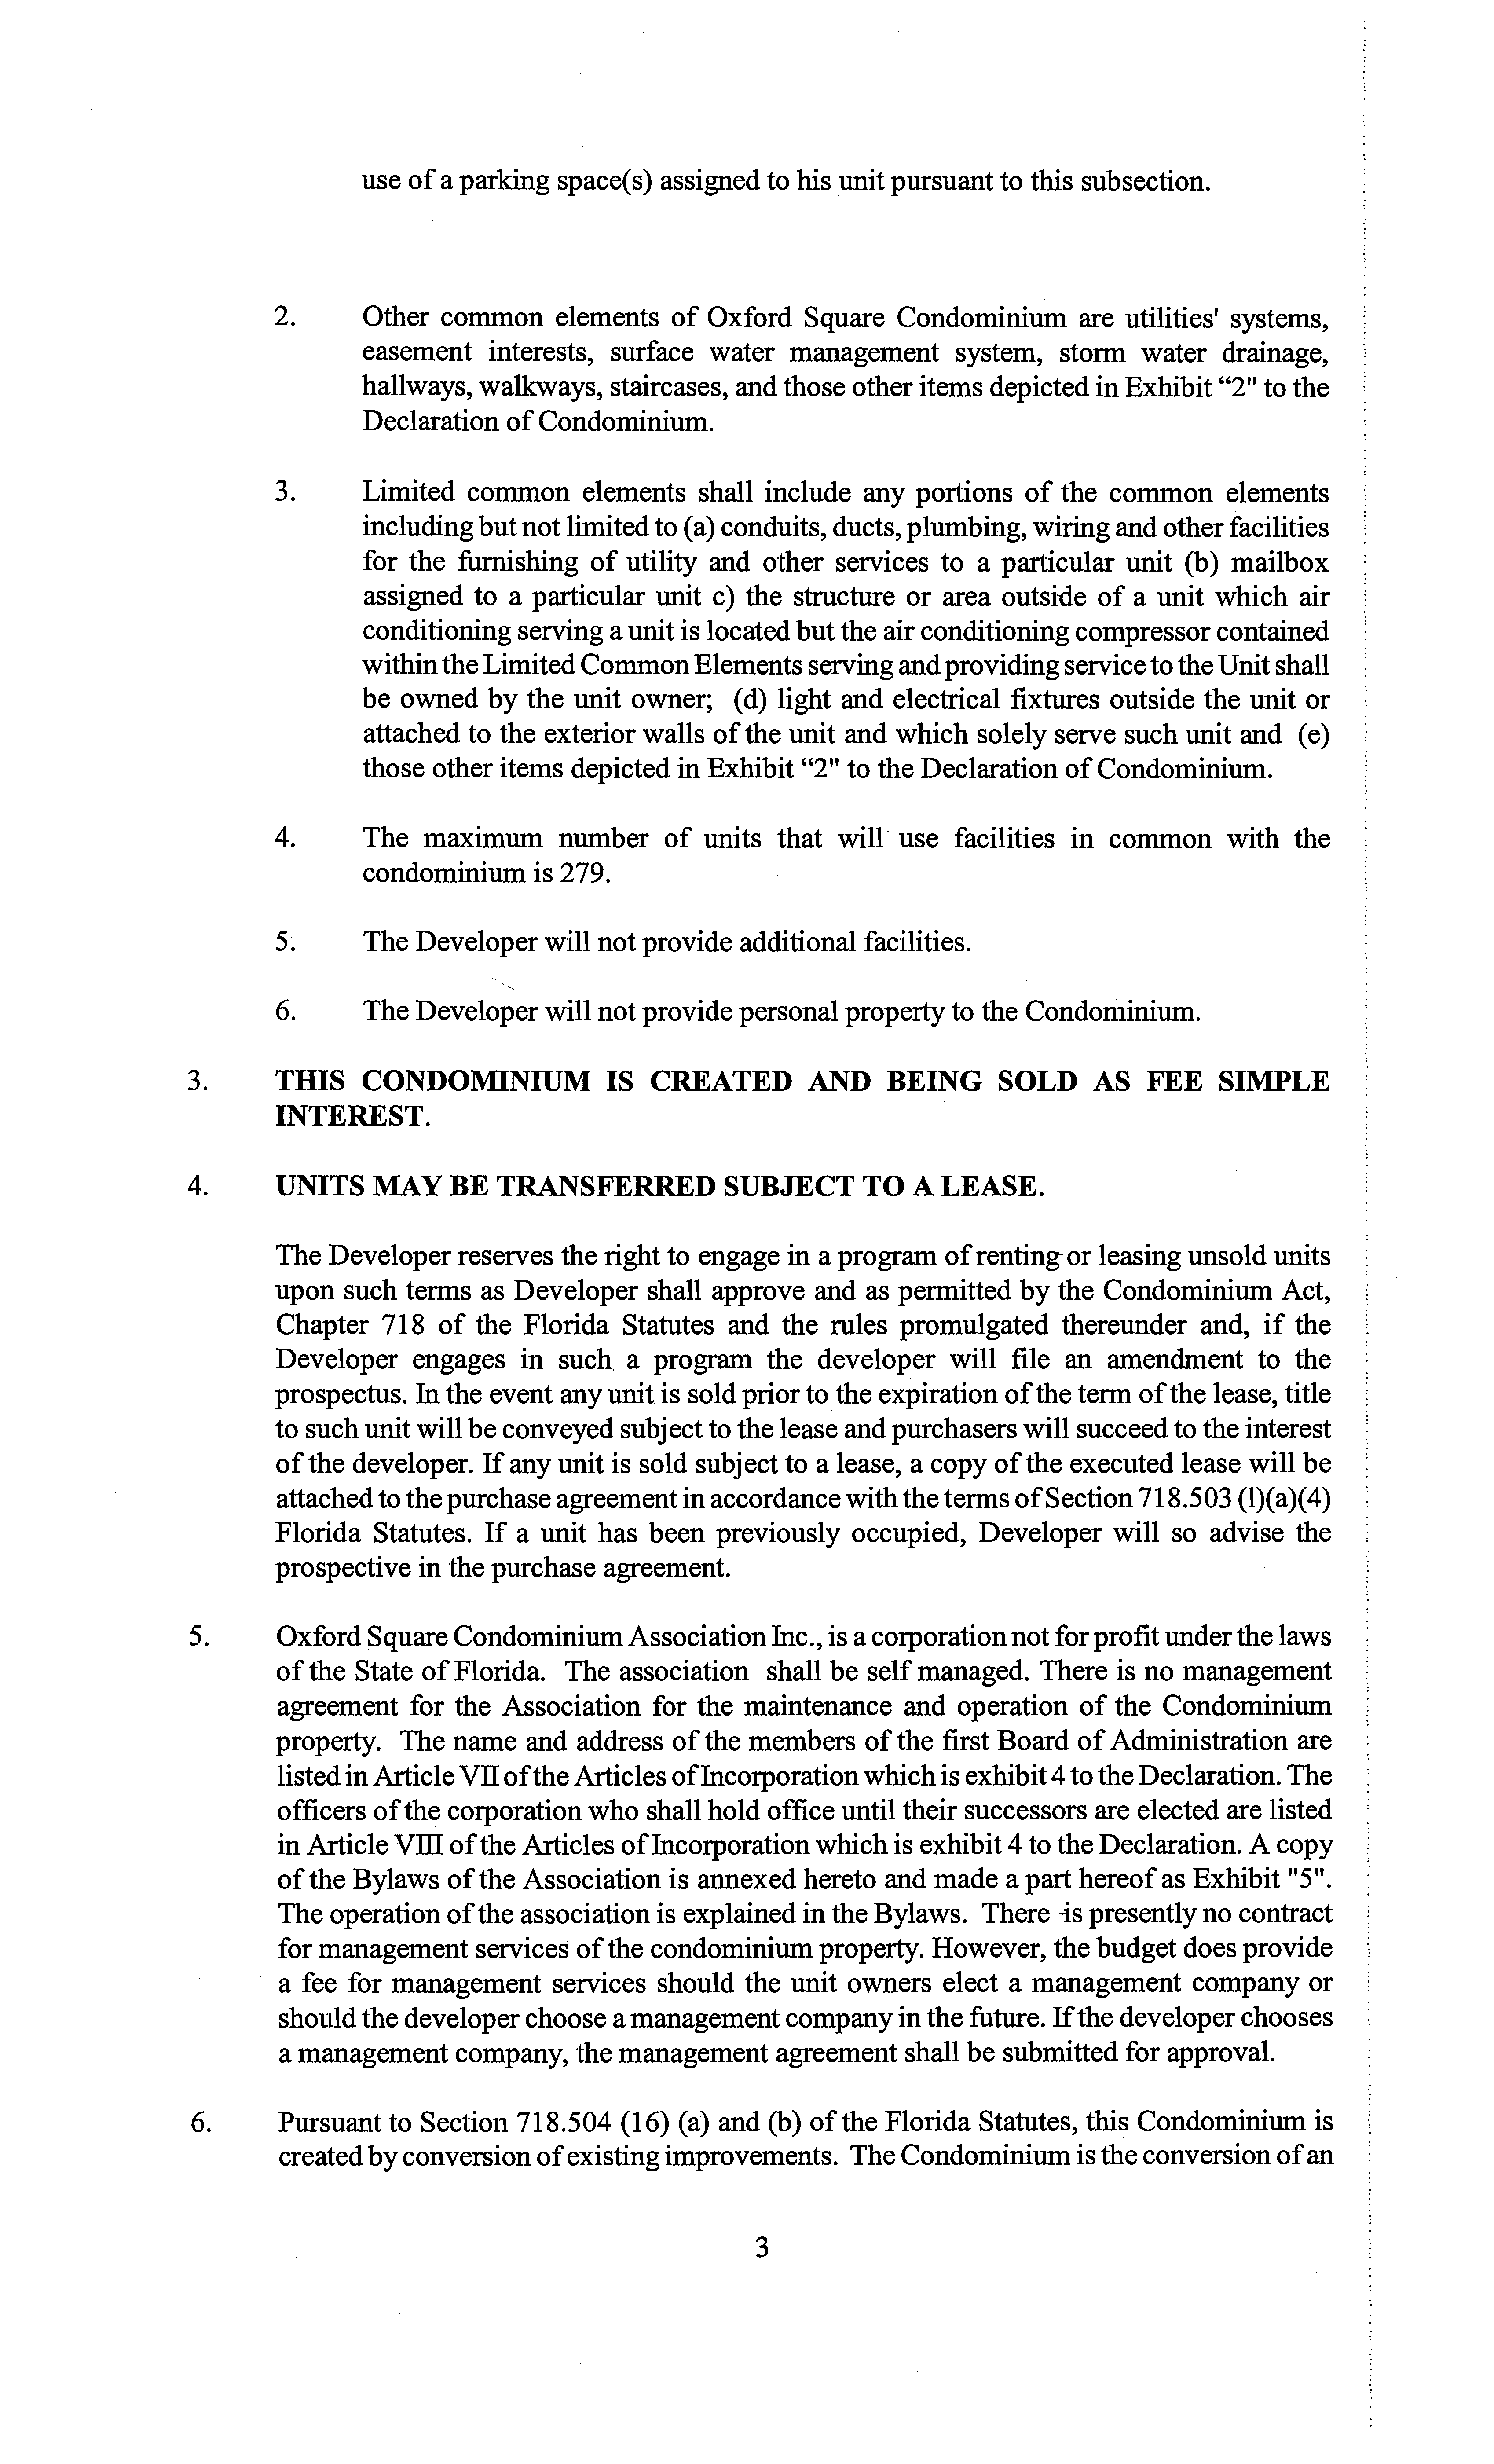 use of a parking space(s) assigned to his unit pursuant to this subsection.
2. Other common elements of Oxford Square Condominium are utilities' systems,
easement interests, surface water management system, storm water drainage,
hallways, walkways, staircases, and those other items depicted in Exhibit “2" to the
Declaration of Condominium.
3. Limited common elements shall include any portions of the common elements
including but not limited to (a) conduits, ducts, plumbing, wiring and other facilities
for the furnishing of utility and other services to a particular unit (b) mailbox
assigned to a particular unit c) the structure or area outside of a unit which air
conditioning serving a unit is located but the air conditioning compressor contained
within the Limited Common Elements serving and providing service to the Unit shall
be owned by the unit owner; (d) light and electrical fixtures outside the unit or
attached to the exterior walls of the unit and which solely serve such unit and (e)
those other items depicted in Exhibit “2" to the Declaration of Condominium.
4. The maximum number of units that will use facilities in common with the
condominium is 279.
5. The Developer will not provide additional facilities.
6. The Developer will not provide personal property to the Condominium.
3. THIS CONDOMINIUM IS CREATED AND BEING SOLD AS FEE SIMPLE
INTEREST.
4. UNITS MAY BE TRANSFERRED SUBJECT TO A LEASE.
The Developer reserves the right to engage in a program of renting or leasing unsold units
upon such terms as Developer shall approve and as permitted by the Condominium Act,
Chapter 718 of the Florida Statutes and the rules promulgated thereunder and, if the
Developer engages in such a program the developer will file an amendment to the
prospectus. In the event any unit is sold prior to the expiration of the term of the lease, title
to such unit will be conveyed subject to the lease and purchasers will succeed to the interest
of the developer. If any unit is sold subject to a lease, a copy of the executed lease will be
attached to the purchase agreement in accordance with the terms of Section 718.503 (l)(a)(4)
Florida Statutes. If a unit has been previously occupied, Developer will so advise the
prospective in the purchase agreement.
5. Oxford Square Condominium Association Inc., is a corporation not for profit under the laws
of the State of Florida. The association shall be self managed. There is no management
agreement for the Association for the maintenance and operation of the Condominium
property. The name and address of the members of the first Board of Administration are
listed in Article VII of the Articles of Incorporation which is exhibit 4 to the Declaration. The
officers of the corporation who shall hold office until their successors are elected are listed
in Article VIII of the Articles of Incorporation which is exhibit 4 to the Declaration. A copy
of the Bylaws of the Association is annexed hereto and made a part hereof as Exhibit "5".
The operation of the association is explained in the Bylaws. There is presently no contract
for management services of the condominium property. However, the budget does provide
a fee for management services should the unit owners elect a management company or
should the developer choose a management company in the future. If the developer chooses
a management company, the management agreement shall be submitted for approval.
6. Pursuant to Section 718.504 (16) (a) and (b) of the Florida Statutes, this Condominium is
created by conversion of existing improvements. The Condominium is the conversion of an
3